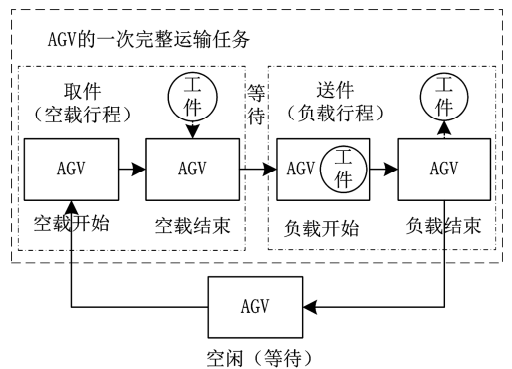 AGV的一次完整运输任务
取件
（空载行程）
工
件
等
待
送件
（负载行程）
工
件
AGV
AGV
AGV
工
件
AGV
空载开始
空载结束
负载开始
负载结束
AGV
空闲（等待）